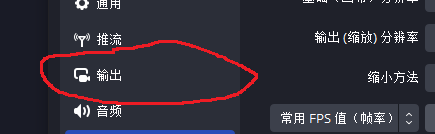 通用
推流
输出
音频
输出 (缩放) 分辨率
缩小方法
常用 FPS 值（帧率）